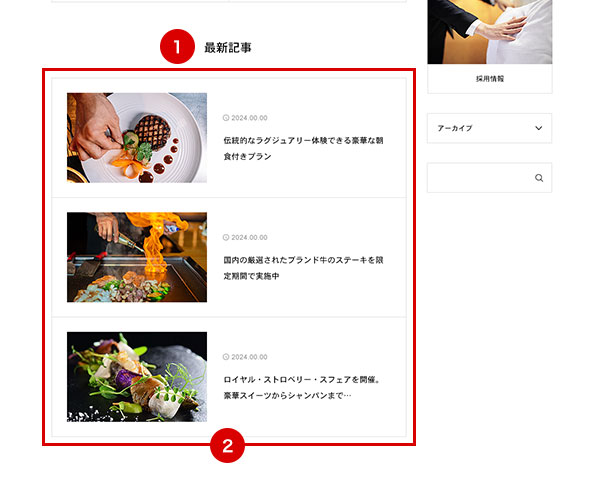 1
最新記事
2024.00.00
伝統的なラグジュアリー体験できる豪華な朝
食付きプラン
2024.00.00
国内の厳選されたブランド牛のステーキを限
定期間で実施中
2024.00.00
ロイヤル・ストロベリー・スフェアを開催。
豪華スイーツからシャンパンまで…
2
採用情報
アーカイブ